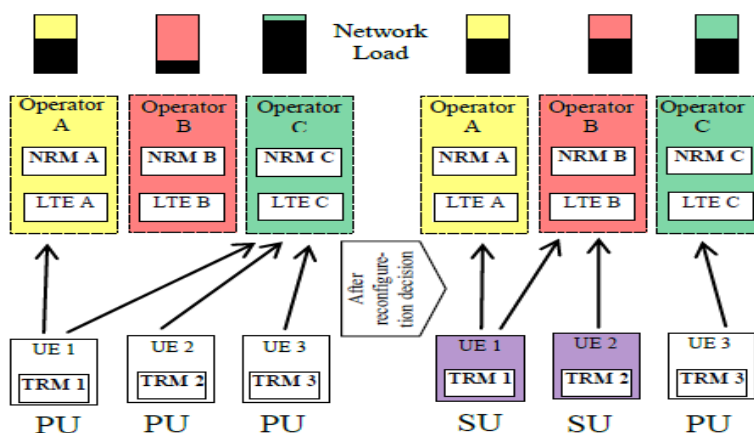 Network
Load
Operator
A
Operator
B
Operator
C
Operator
A
Operator
B
Operator
C
NRM A
NRM B
NRM C
NRM A
NRM B
NRM C
LTE A
LTE B
LTE C
LTE A
LTE B
LTE C
After
reconfigure-
tion decision
UE 1
UE 2
UE 3
UE 1
UE 2
UE 3
TRM 1
TRM 2
TRM 3
TRM 1
TRM 2
TRM 3
PU
PU
PU
SU
SU
PU